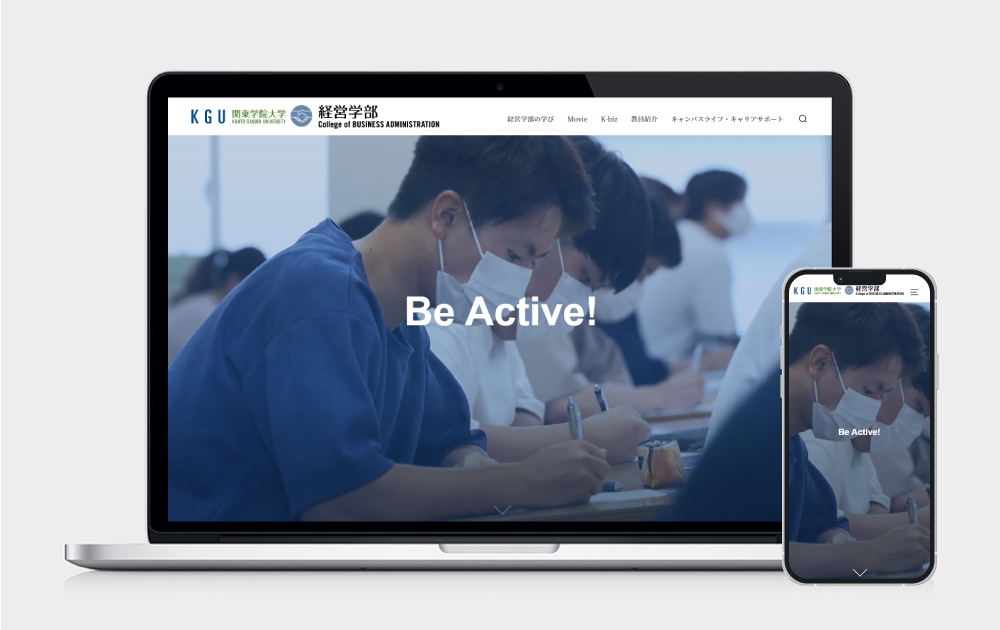 KGU 関東学院大学 経営学部
KANTO GAKUIN UNIVERSITY College of BUSINESS ADMINISTRATION
経営学部の学び Movie K-biz 教員紹介 キャンパスライフ・キャリアサポート
Be Active!
KGU 関東学院大学 経営学部
College of BUSINESS ADMINISTRATION
Be Active!